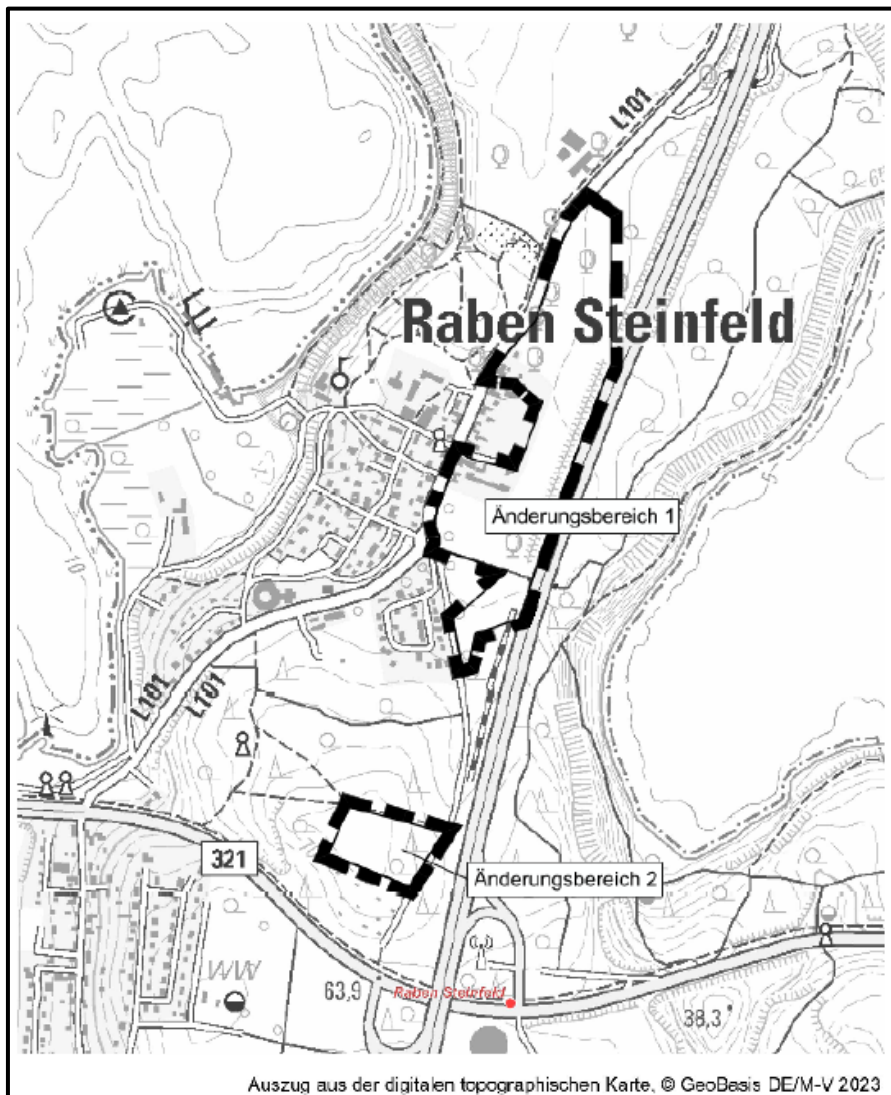 L101
Raben Steinfeld
Änderungsbereich 1
L101
L101
321
Änderungsbereich 2
WW
63,9
Raben Steinfeld
38,3
Auszug aus der digitalen topographischen Karte, © GeoBasis DE/M-V 2023